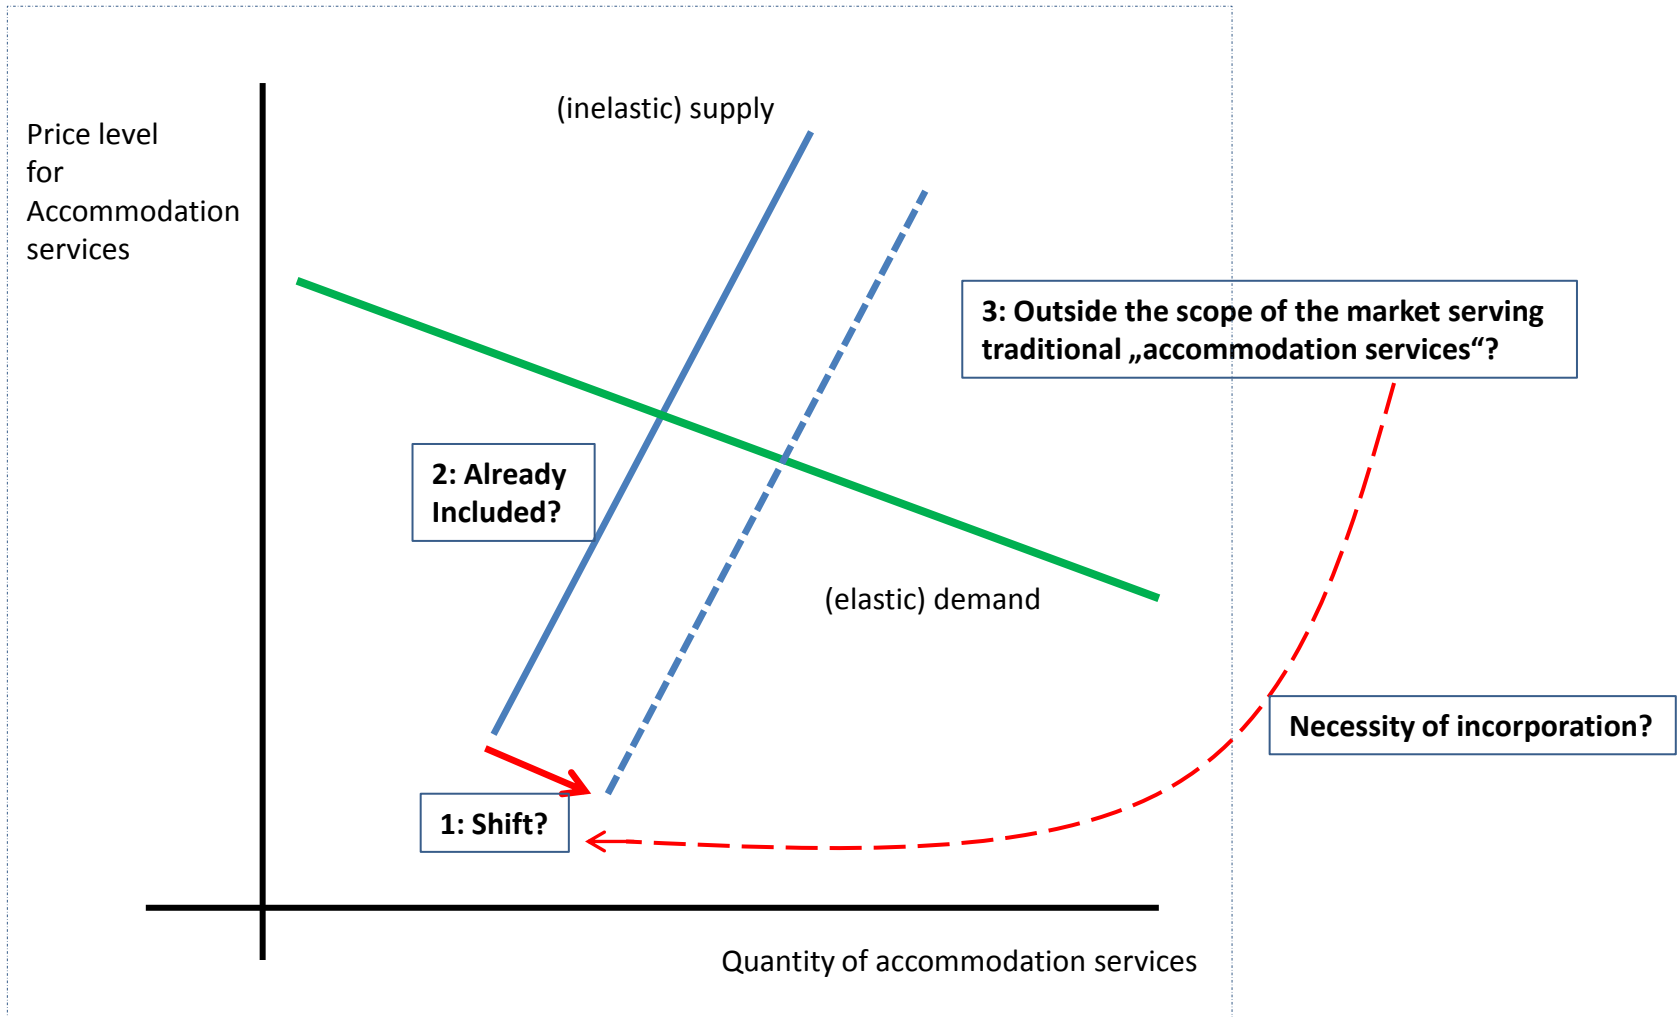 (inelastic) supply
Price level
for
Accommodation
services
3: Outside the scope of the market serving
traditional „accommodation services“?
2: Already
Included?
(elastic) demand
Necessity of incorporation?
1: Shift?
Quantity of accommodation services